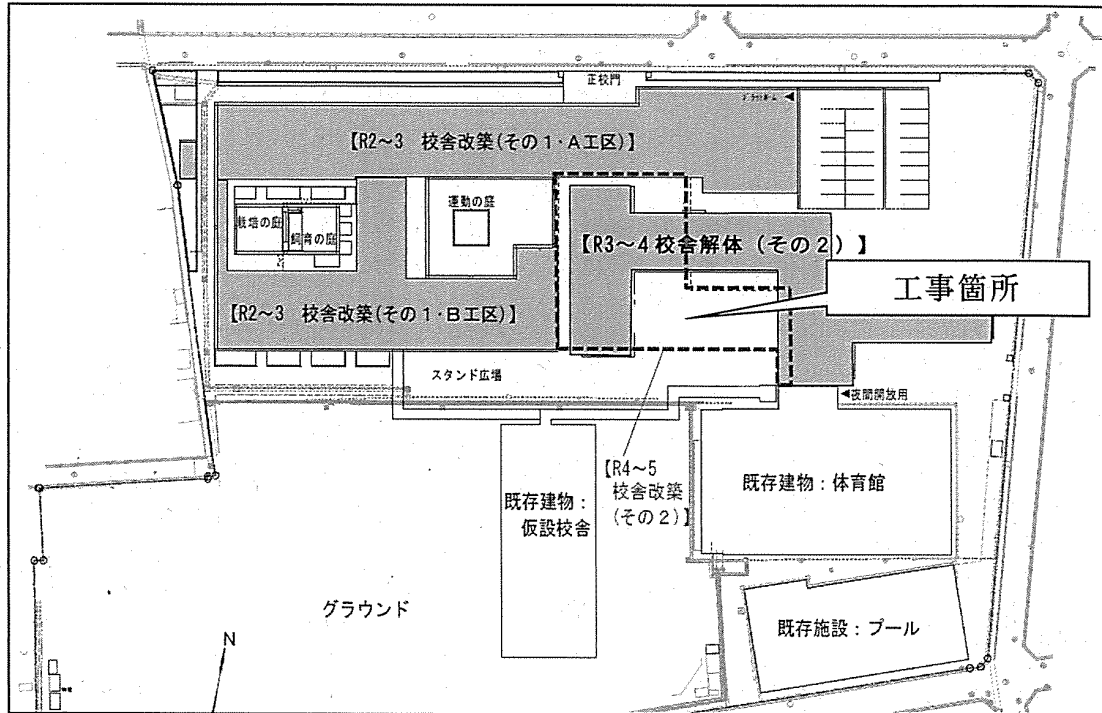 正校門
【R2～3 校舎改築(その1・A工区)】
運動の庭
栽培の庭
飼育の庭
【R3～4校舎解体(その2)】
工事箇所
【R2～3 校舎改築(その1・B工区)】
スタンド広場
◀夜間開放用
【R4～5
校舎改築
(その2)】
既存建物：
仮設校舎
既存建物：体育館
グラウンド
既存施設：プール
N